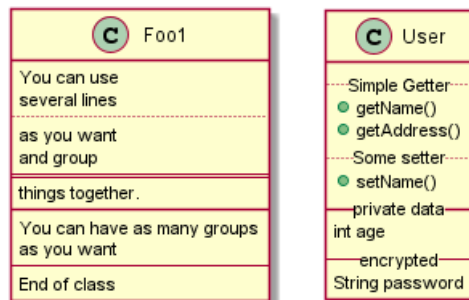 C Foo1
You can use
several lines
as you want
and group
things together.
You can have as many groups
as you want
End of class
C User
Simple Getter
getName()
getAddress()
Some setter
setName()
private data
int age
encrypted
String password